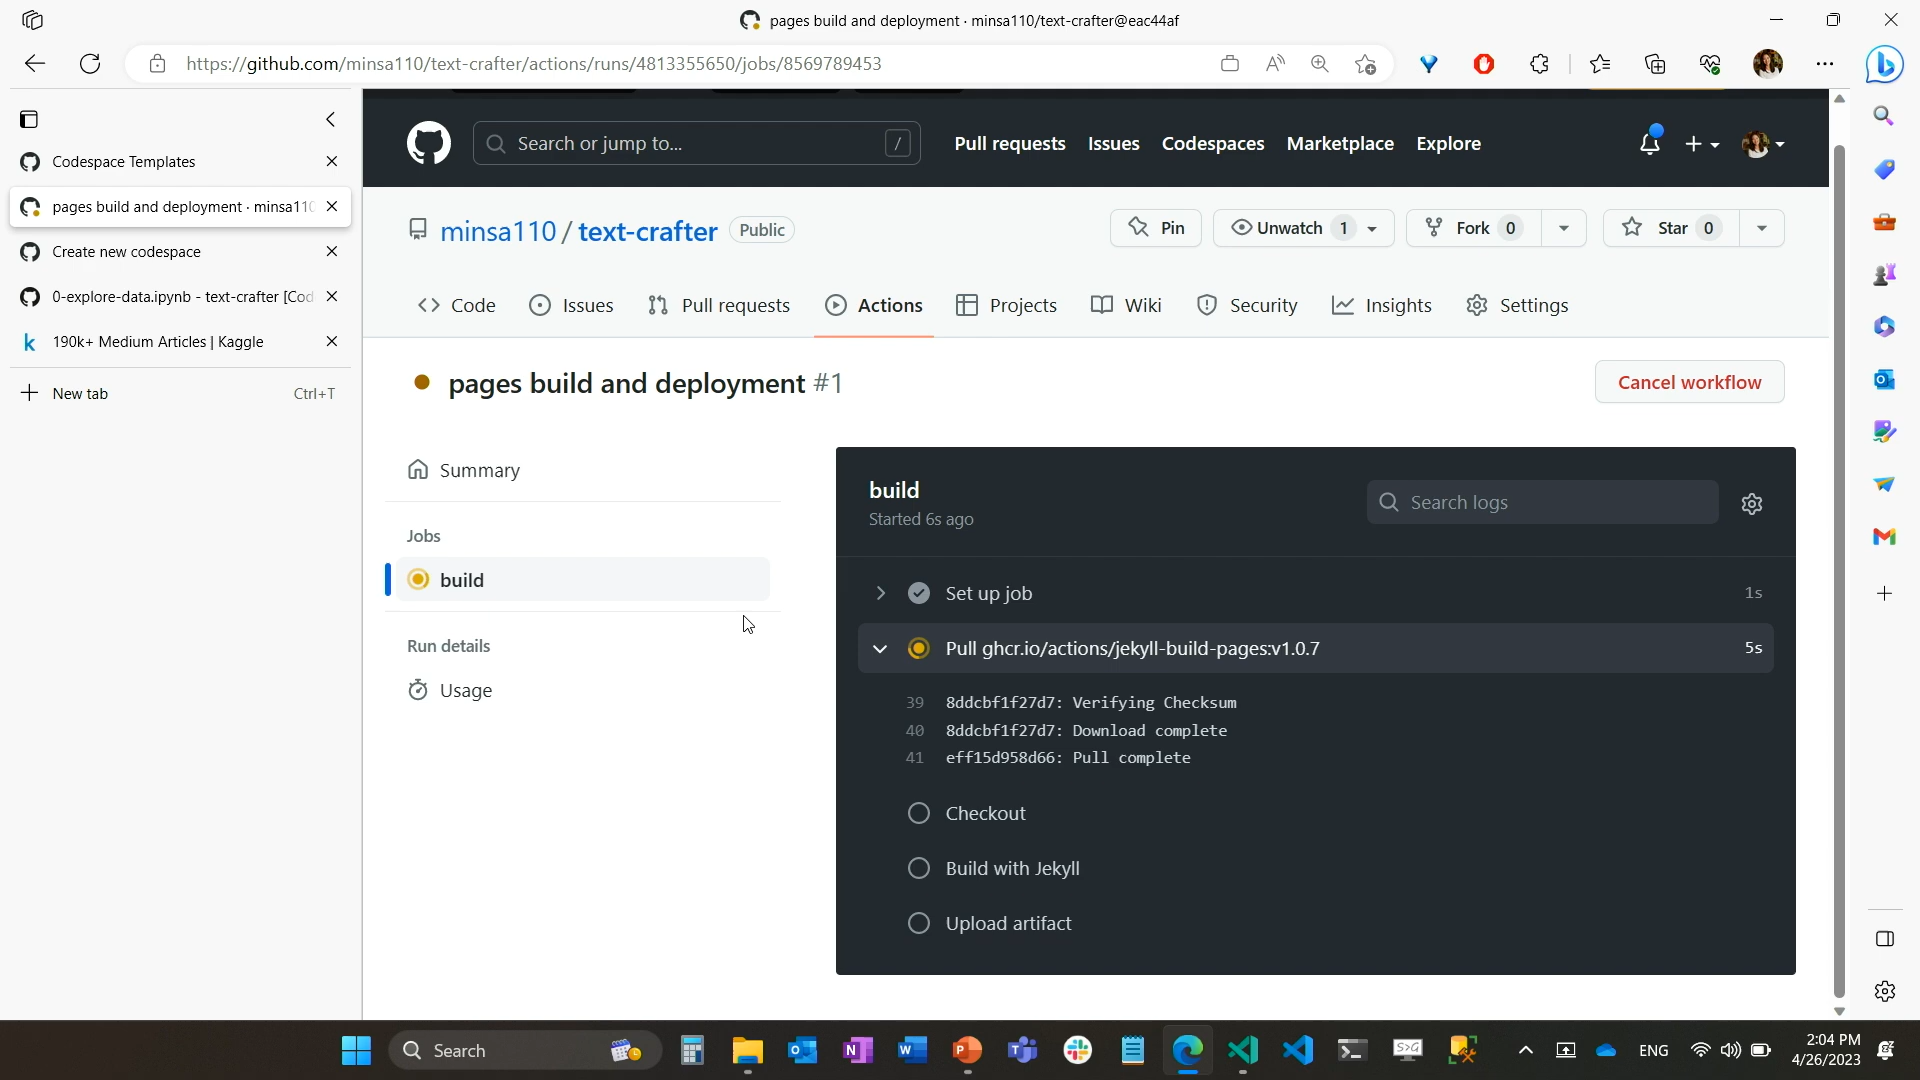 pages build and deployment · minsa110/text-crafter@eac44af
https://github.com/minsa110/text-crafter/actions/runs/4813355650/jobs/8569789453
Codespace Templates
pages build and deployment · minsa110
Create new codespace
0-explore-data.ipynb - text-crafter [Cod
190k+ Medium Articles | Kaggle
New tab Ctrl+T
Search or jump to... /
Pull requests Issues Codespaces Marketplace Explore
minsa110 / text-crafter Public
Pin Unwatch 1 Fork 0 Star 0
Code Issues Pull requests Actions Projects Wiki Security Insights Settings
pages build and deployment #1
Cancel workflow
Summary
Jobs
build
Run details
Usage
build
Started 6s ago
Search logs
Set up job 1s
Pull ghcr.io/actions/jekyll-build-pages:v1.0.7 5s
39 8ddcbf1f27d7: Verifying Checksum
40 8ddcbf1f27d7: Download complete
41 eff15d958d66: Pull complete
Checkout
Build with Jekyll
Upload artifact
Search
ENG
2:04 PM
4/26/2023